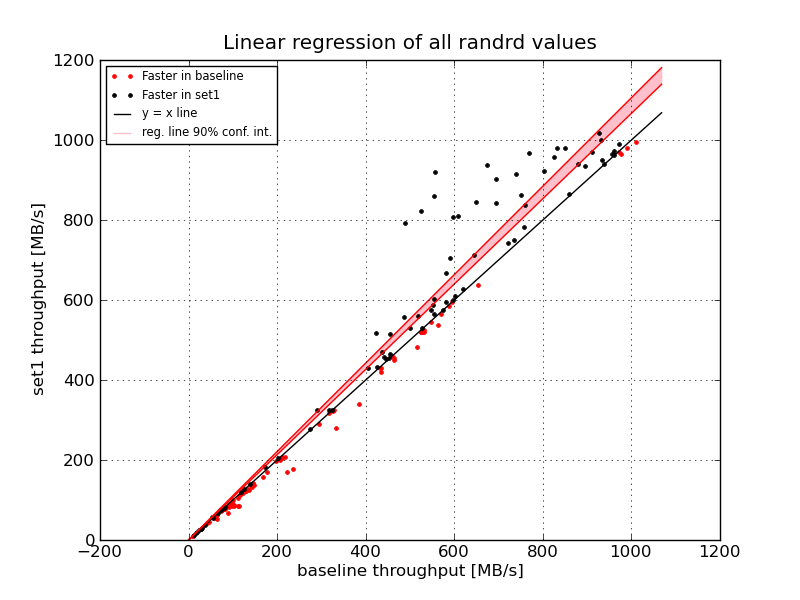 Linear regression of all randrd values
Faster in baseline
Faster in set1
y = x line
reg. line 90% conf. int.
1200
1000
800
600
400
200
0
set1 throughput [MB/s]
−200 0 200 400 600 800 1000 1200
baseline throughput [MB/s]